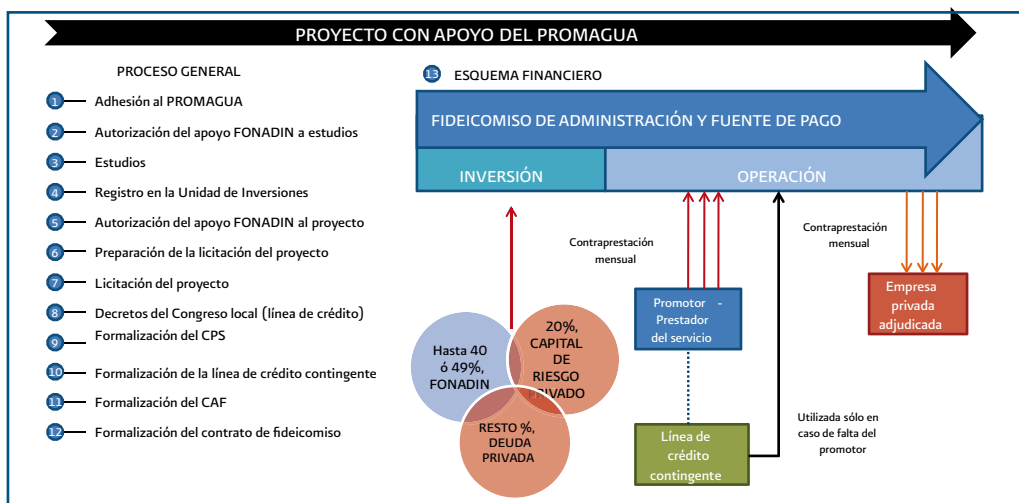 PROYECTO CON APOYO DEL PROMAGUA
PROCESO GENERAL
1 Adhesión al PROMAGUA
2 Autorización del apoyo FONADIN a estudios
3 Estudios
4 Registro en la Unidad de Inversiones
5 Autorización del apoyo FONADIN al proyecto
6 Preparación de la licitación del proyecto
7 Licitación del proyecto
8 Decretos del Congreso local (línea de crédito)
9 Formalización del CPS
10 Formalización de la línea de crédito contingente
11 Formalización del CAF
12 Formalización del contrato de fideicomiso
13 ESQUEMA FINANCIERO
FIDEICOMISO DE ADMINISTRACIÓN Y FUENTE DE PAGO
INVERSIÓN
OPERACIÓN
Contraprestación
mensual
Contraprestación
mensual
Promotor -
Prestador
del servicio
Empresa
privada
adjudicada
Hasta 40
ó 49%,
FONADIN
20%,
CAPITAL
DE
RIESGO
PRIVADO
RESTO %,
DEUDA
PRIVADA
Línea de
crédito
contingente
Utilizada sólo en
caso de falta del
promotor